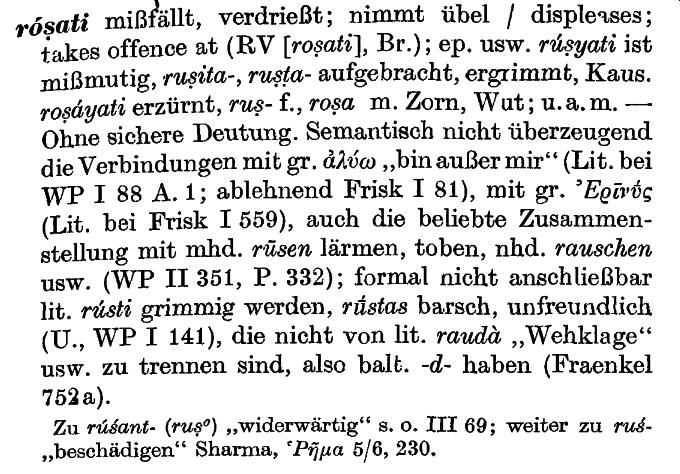 róṣati mißfällt, verdrießt; nimmt übel / displeases;
takes offence at (RV [roṣati], Br.); ep. usw. rúṣyati ist
mißmutig, ruṣita-, ruṣṭa- aufgebracht, ergrimmt, Kaus.
roṣáyati erzürnt, ruṣ- f., roṣa m. Zorn, Wut; u. a. m. —
Ohne sichere Deutung. Semantisch nicht überzeugend
die Verbindungen mit gr. ἀλύω „bin außer mir“ (Lit. bei
WP I 88 A. 1; ablehnend Frisk I 81), mit gr. Ἐρῑνύς
(Lit. bei Frisk I 559), auch die beliebte Zusammen-
stellung mit mhd. rūsen lärmen, toben, nhd. rauschen
usw. (WP II 351, P. 332); formal nicht anschließbar
lit. rústi grimmig werden, rū́stas barsch, unfreundlich
(U., WP I 141), die nicht von lit. raudà „Wehklage“
usw. zu trennen sind, also balt. -d- haben (Fraenkel
752a).
Zu rúśant- (ruṣ°) „widerwärtig“ s. o. III 69; weiter zu ruś-
„beschädigen“ Sharma, Ῥῆμα 5/6, 230.